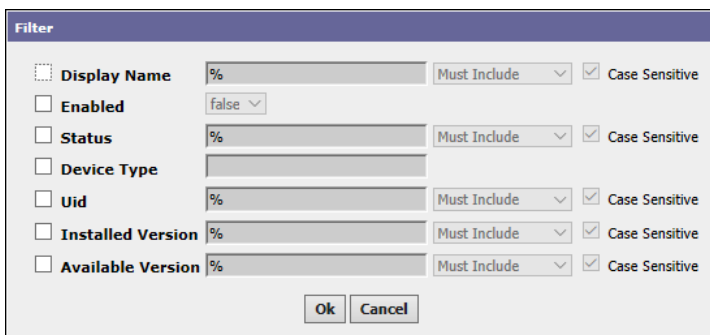 Filter
Display Name % Must Include Case Sensitive
Enabled false
Status % Must Include Case Sensitive
Device Type
Uid % Must Include Case Sensitive
Installed Version % Must Include Case Sensitive
Available Version % Must Include Case Sensitive
Ok Cancel